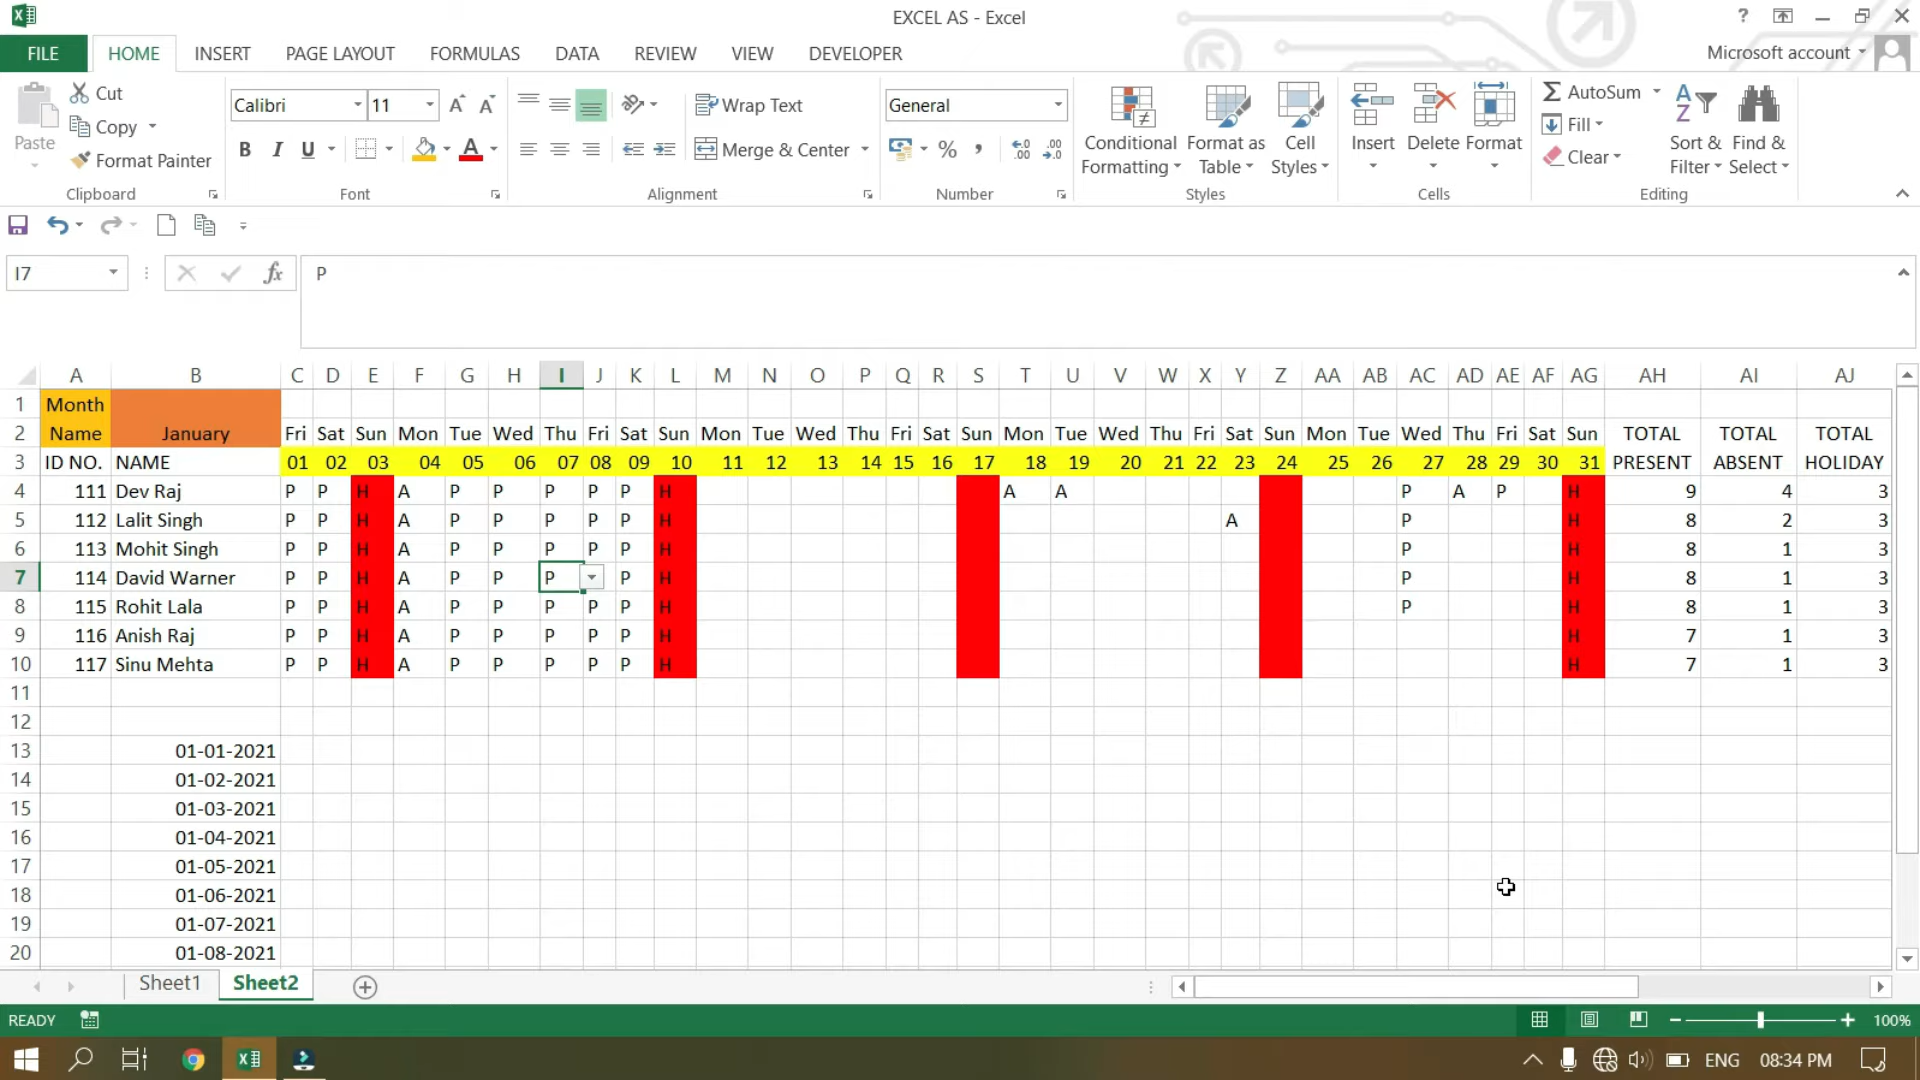 EXCEL AS - Excel
?
FILE HOME INSERT PAGE LAYOUT FORMULAS DATA REVIEW VIEW DEVELOPER Microsoft account
Paste
Cut
Copy
Format Painter
Clipboard
Calibri 11
B I U
Font
Wrap Text
Merge & Center
Alignment
General
%
Number
Conditional Formatting
Format as Table
Cell Styles
Styles
Insert Delete Format
Cells
AutoSum
Fill
Clear
Sort & Filter
Find & Select
Editing
I7 fx P
A B C D E F G H I J K L M N O P Q R S T U V W X Y Z AA AB AC AD AE AF AG AH AI AJ
1 Month
2 Name January Fri Sat Sun Mon Tue Wed Thu Fri Sat Sun Mon Tue Wed Thu Fri Sat Sun Mon Tue Wed Thu Fri Sat Sun Mon Tue Wed Thu Fri Sat Sun TOTAL TOTAL TOTAL
3 ID NO. NAME 01 02 03 04 05 06 07 08 09 10 11 12 13 14 15 16 17 18 19 20 21 22 23 24 25 26 27 28 29 30 31 PRESENT ABSENT HOLIDAY
4 111 Dev Raj P P H A P P P P P H A A P A P H 9 4 3
5 112 Lalit Singh P P H A P P P P P H A P H 8 2 3
6 113 Mohit Singh P P H A P P P P P H P H 8 1 3
7 114 David Warner P P H A P P P P H P H 8 1 3
8 115 Rohit Lala P P H A P P P P P H P H 8 1 3
9 116 Anish Raj P P H A P P P P P H H 7 1 3
10 117 Sinu Mehta P P H A P P P P P H H 7 1 3
11
12
13 01-01-2021
14 01-02-2021
15 01-03-2021
16 01-04-2021
17 01-05-2021
18 01-06-2021
19 01-07-2021
20 01-08-2021
Sheet1 Sheet2
READY 100%
ENG 08:34 PM